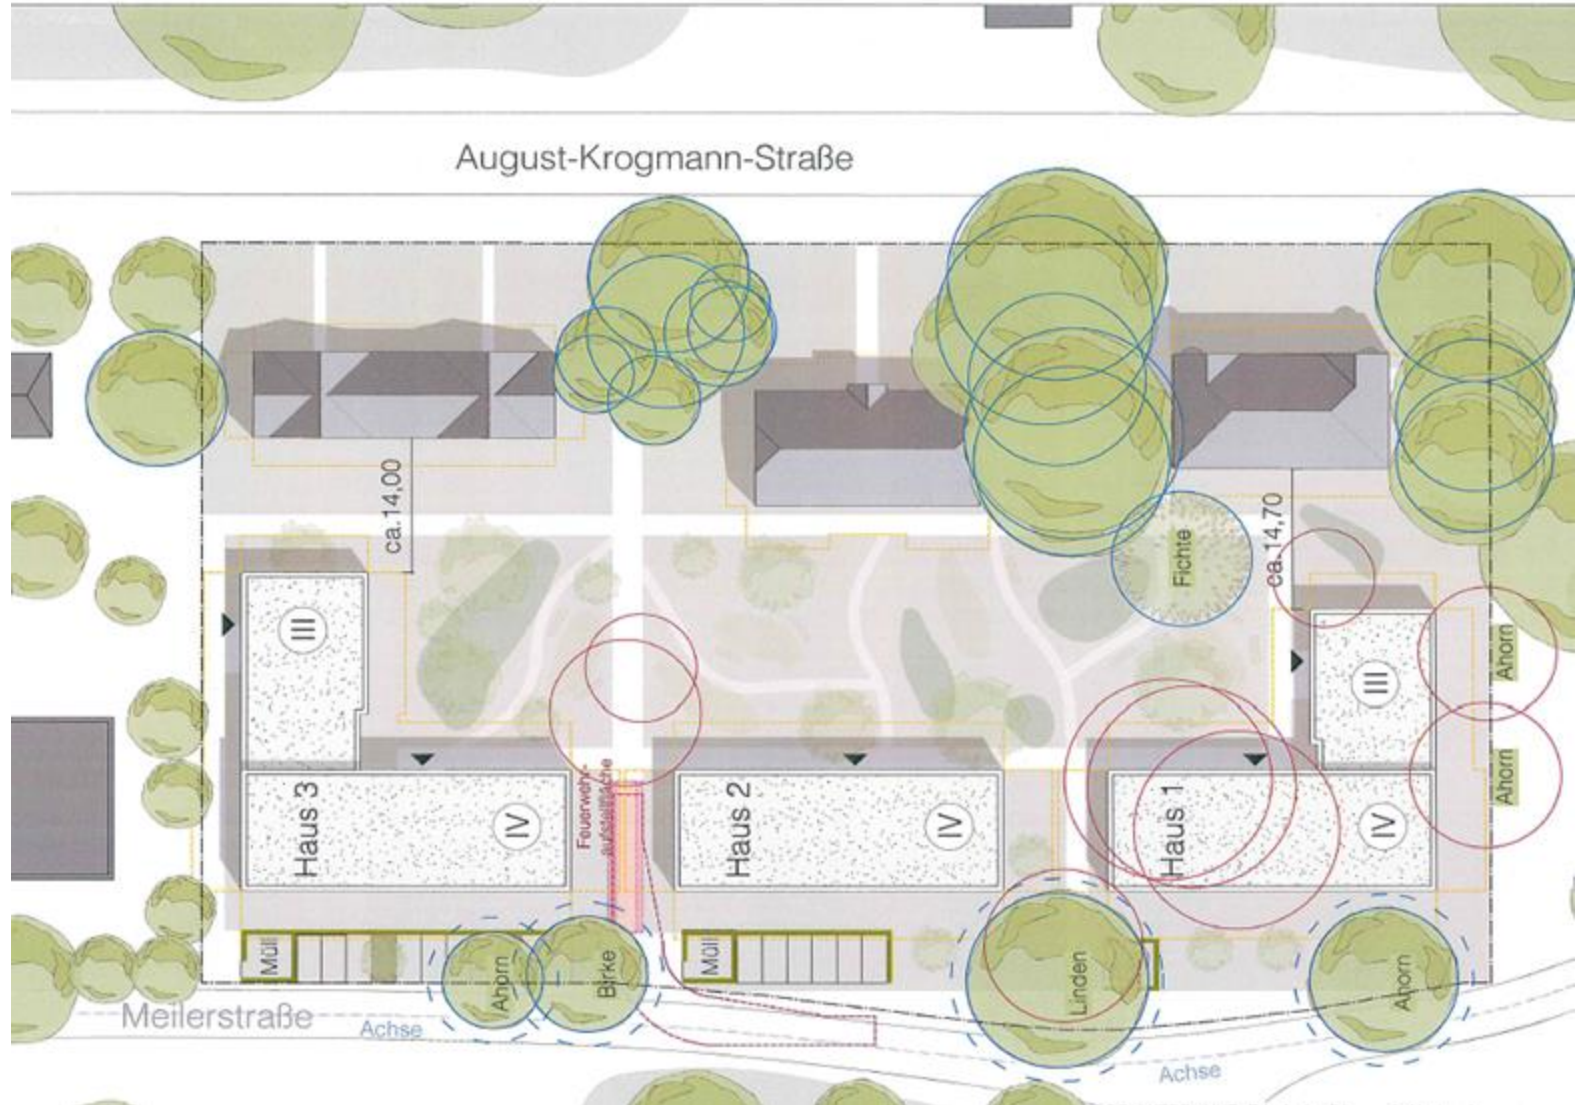 August-Krogmann-Straße
ca.14,00
ca.14,70
Fichte
III
III
Ahorn
Ahorn
Haus 3
IV
Feuerwehr-
aufstellfläche
Haus 2
IV
Haus 1
IV
Müll
Ahorn
Birke
Müll
Linden
Ahorn
Meilerstraße
Achse
Achse